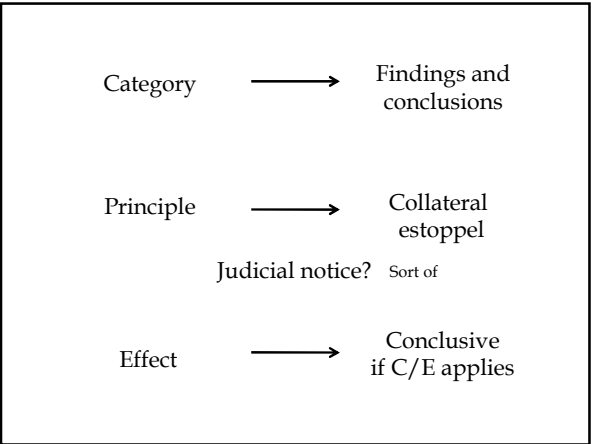 Category
Findings and
conclusions
Principle
Collateral
estoppel
Judicial notice? Sort of
Effect
Conclusive
if C/E applies